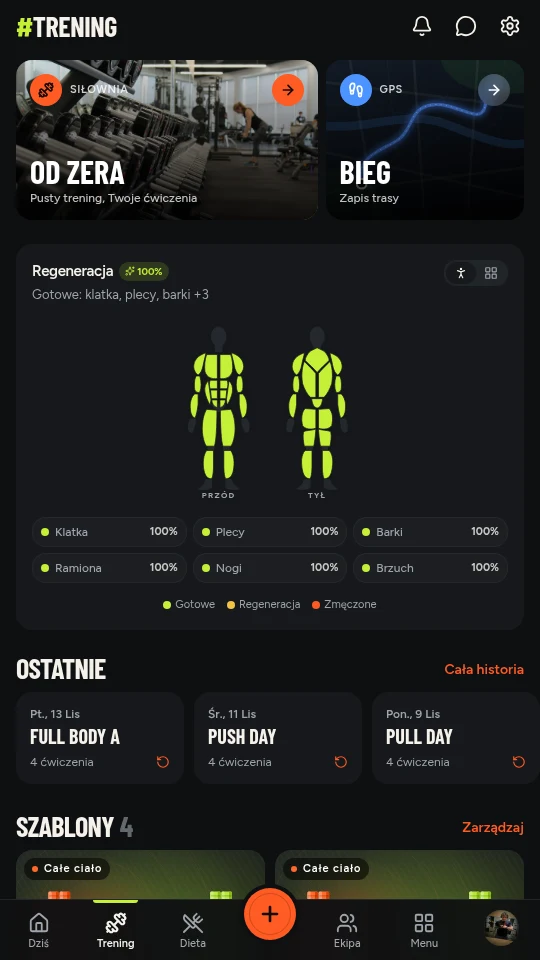 #TRENING
SIŁOWNIA
OD ZERA
Pusty trening, Twoje ćwiczenia
GPS
BIEG
Zapis trasy
Regeneracja 100%
Gotowe: klatka, plecy, barki +3
PRZÓD TYŁ
Klatka 100% Plecy 100% Barki 100%
Ramiona 100% Nogi 100% Brzuch 100%
Gotowe Regeneracja Zmęczone
OSTATNIE Cała historia
Pt., 13 Lis
FULL BODY A
4 ćwiczenia
Śr., 11 Lis
PUSH DAY
4 ćwiczenia
Pon., 9 Lis
PULL DAY
4 ćwiczenia
SZABLONY 4 Zarządzaj
Całe ciało Całe ciało
Dziś Trening Dieta Ekipa Menu